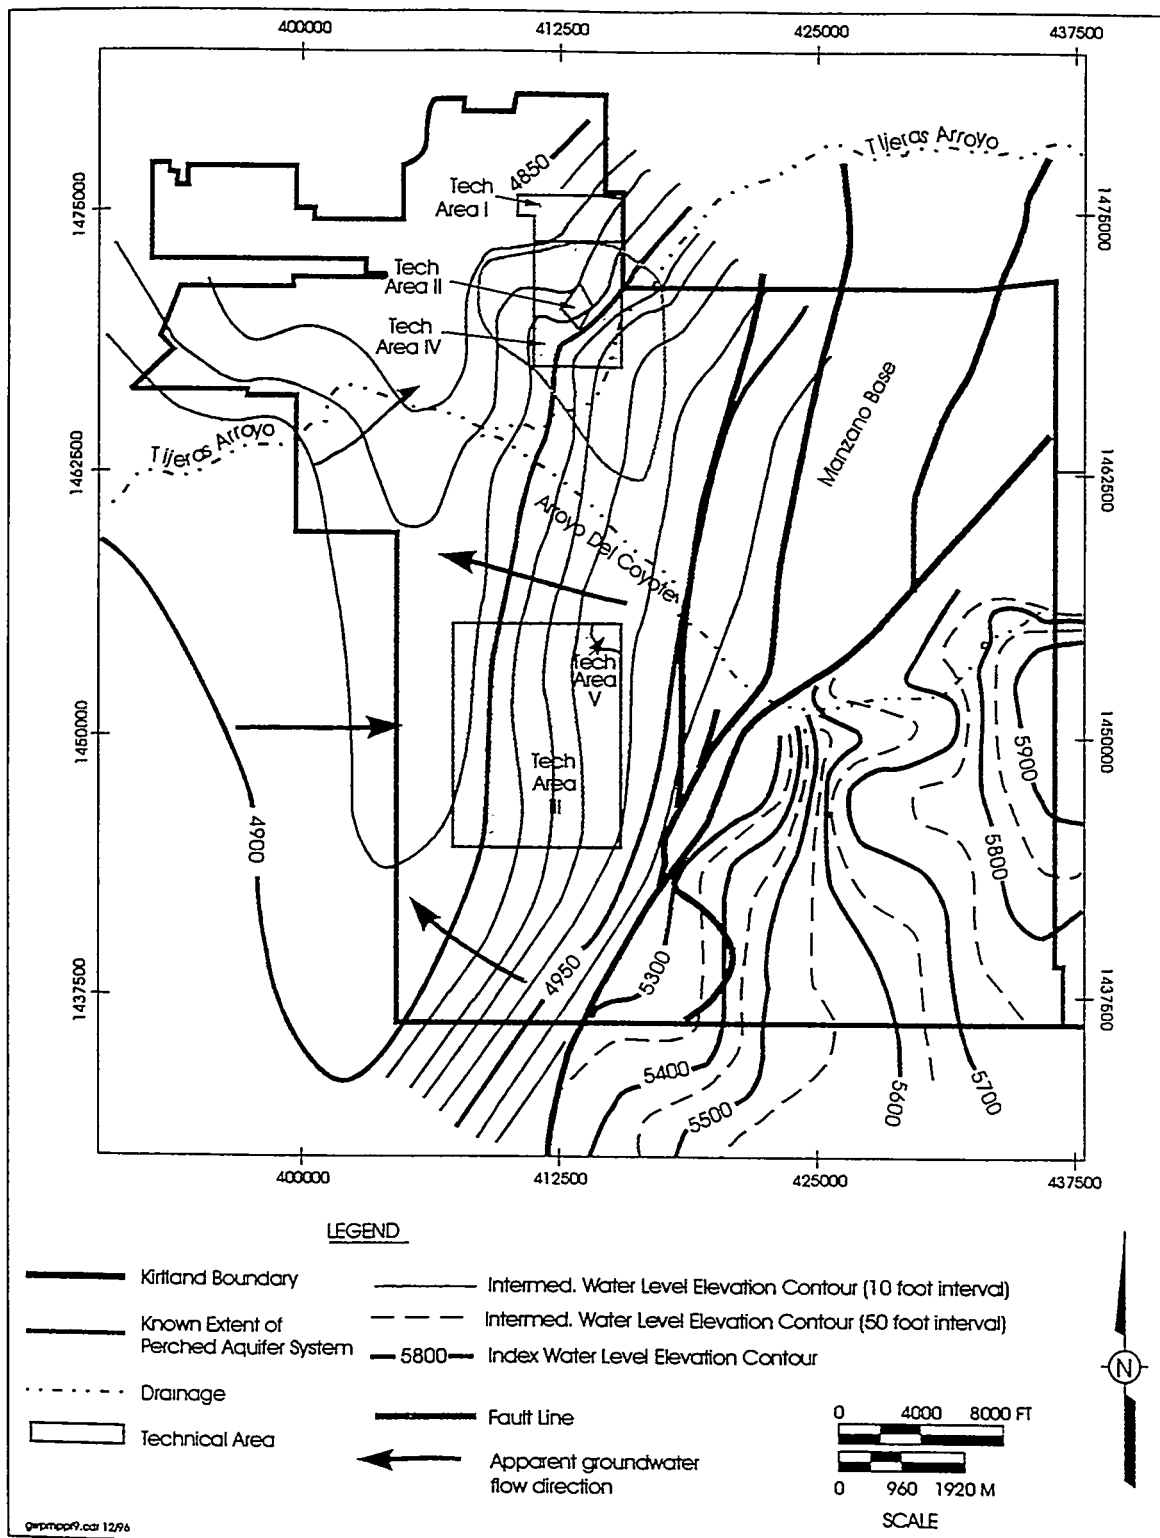 400000
412500
425000
437500
Tijeras Arroyo
4850
Tech
Area I
1475000
1475000
Tech
Area II
Tech
Area IV
Manzano Base
Tijeras Arroyo
1462500
1462500
Arroyo Del Coyote
Tech
Area
V
1450000
1450000
5900
Tech
Area
III
4900
5800
4950
5300
1437500
1437500
5400
5500
5600
5700
400000
412500
425000
437500
LEGEND
Kirtland Boundary
Known Extent of
Perched Aquifer System
Drainage
Technical Area
Intermed. Water Level Elevation Contour (10 foot interval)
Intermed. Water Level Elevation Contour (50 foot interval)
5800 Index Water Level Elevation Contour
Fault Line
Apparent groundwater
flow direction
N
0 4000 8000 FT
0 960 1920 M
SCALE